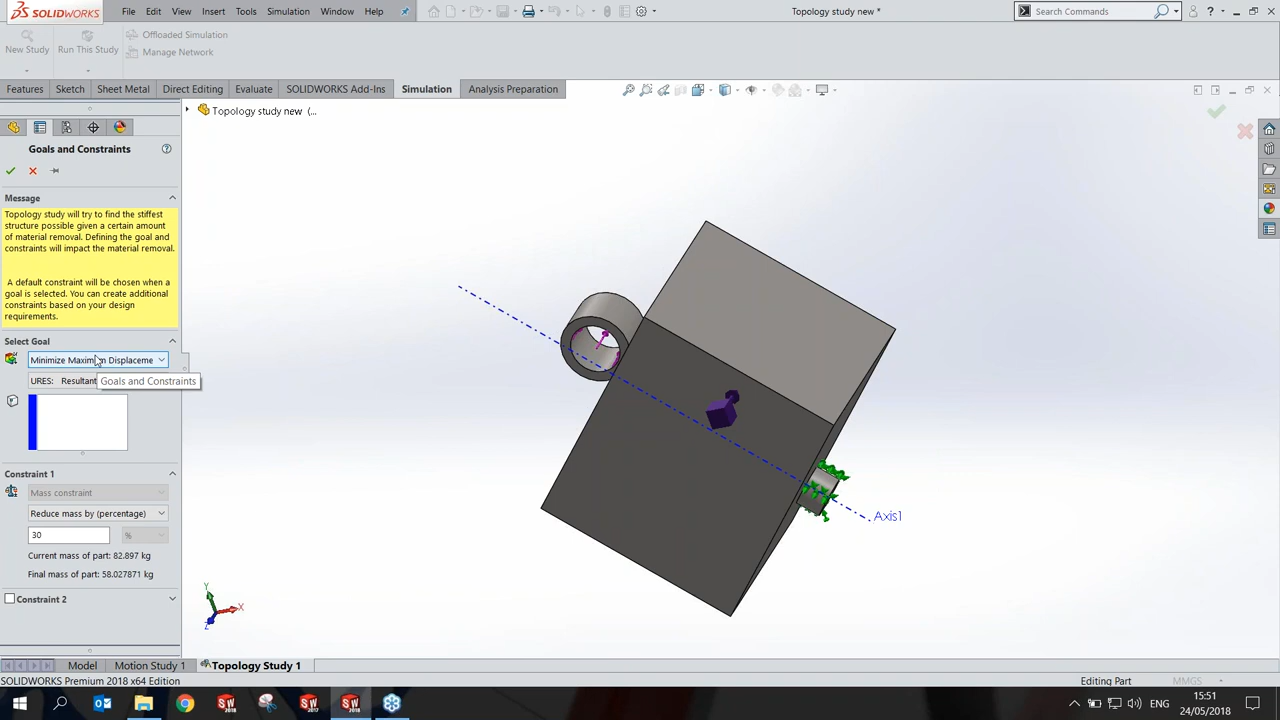 SOLIDWORKS File Edit View Insert Tools Simulation Window Help Topology study new * Search Commands ?
New Study Run This Study Offloaded Simulation
Manage Network
Features Sketch Sheet Metal Direct Editing Evaluate SOLIDWORKS Add-Ins Simulation Analysis Preparation
Topology study new (...
Goals and Constraints
Message
Topology study will try to find the stiffest
structure possible given a certain amount
of material removal. Defining the goal and
constraints will impact the material removal.
A default constraint will be chosen when a
goal is selected. You can create additional
constraints based on your design
requirements.
Select Goal
Minimize Maximum Displaceme
URES: Resultant
Goals and Constraints
Constraint 1
Mass constraint
Reduce mass by (percentage)
30 %
Current mass of part: 82.897 kg
Final mass of part: 58.027871 kg
Constraint 2
Axis1
Y
X
Z
Model Motion Study 1 Topology Study 1
SOLIDWORKS Premium 2018 x64 Edition Editing Part MMGS
ENG 15:51
24/05/2018